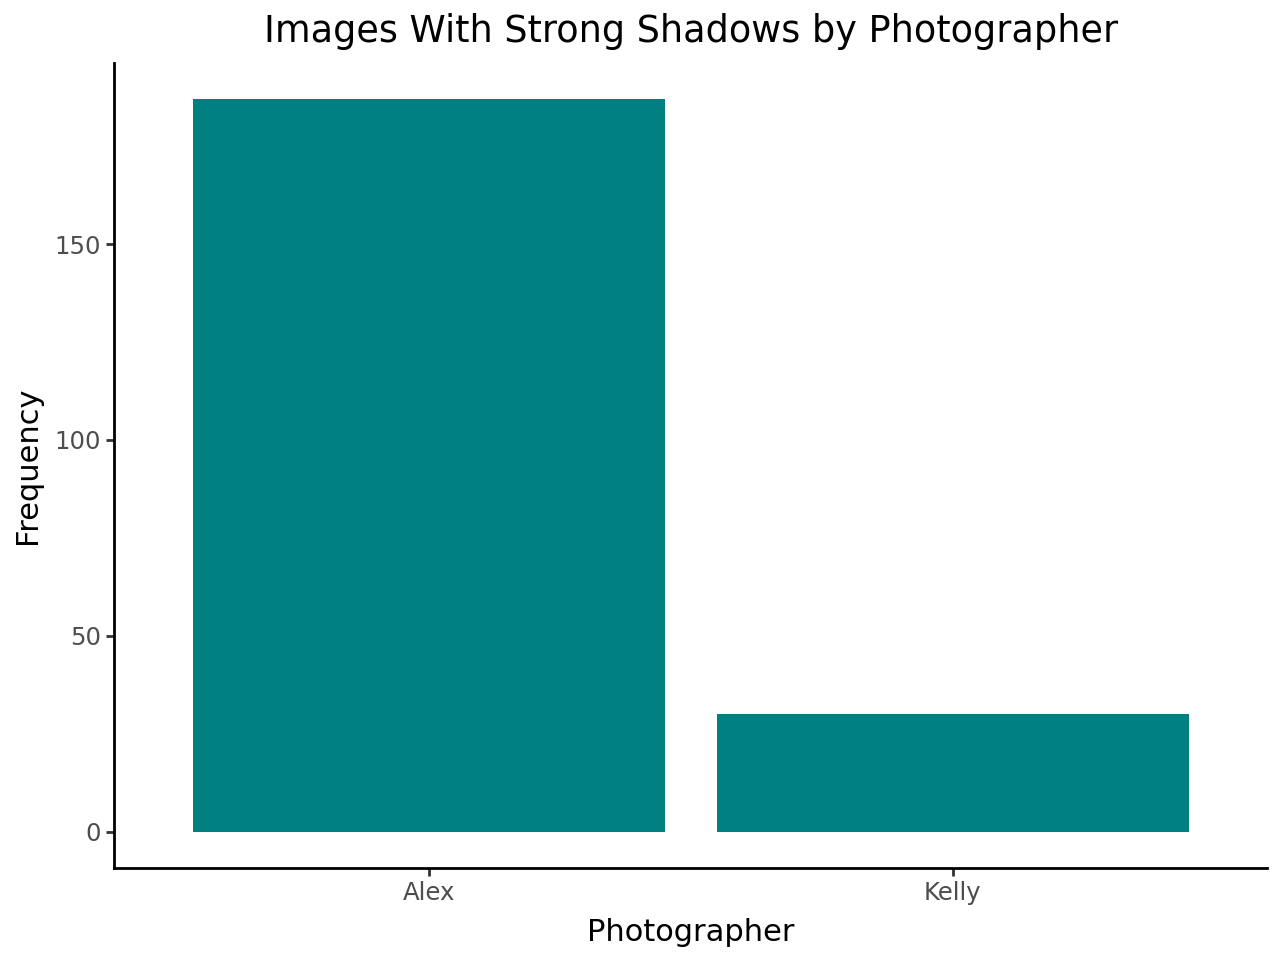 Images With Strong Shadows by Photographer
Frequency
150
100
50
0
Alex
Kelly
Photographer